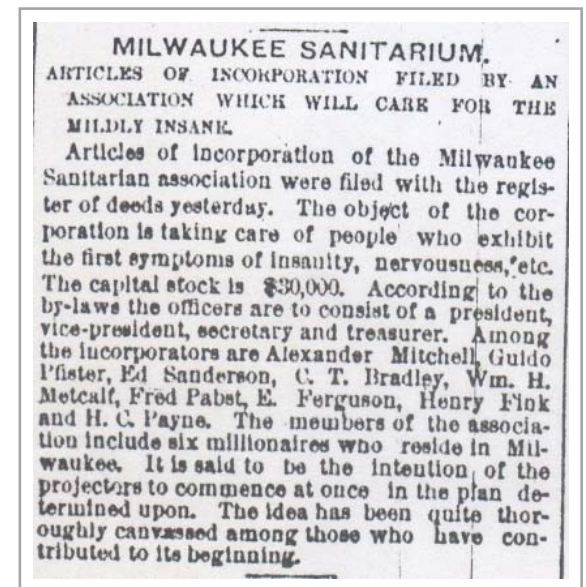 MILWAUKEE SANITARIUM.
ARTICLES OF INCORPORATION FILED BY AN
ASSOCIATION WHICH WILL CARE FOR THE
MILDLY INSANE.
Articles of incorporation of the Milwaukee
Sanitarian association were filed with the regis-
ter of deeds yesterday. The object of the cor-
poration is taking care of people who exhibit
the first symptoms of insanity, nervousness, etc.
The capital stock is $30,000. According to the
by-laws the officers are to consist of a president,
vice-president, secretary and treasurer. Among
the incorporators are Alexander Mitchell, Guido
Pfister, Ed Sanderson, C. T. Bradley, Wm. H.
Metcalf, Fred Pabst, E. Ferguson, Henry Fink
and H. C. Payne. The members of the associa-
tion include six millionaires who reside in Mil-
waukee. It is said to be the intention of the
projectors to commence at once in the plan de-
termined upon. The idea has been quite thor-
oughly canvassed among those who have con-
tributed to its beginning.